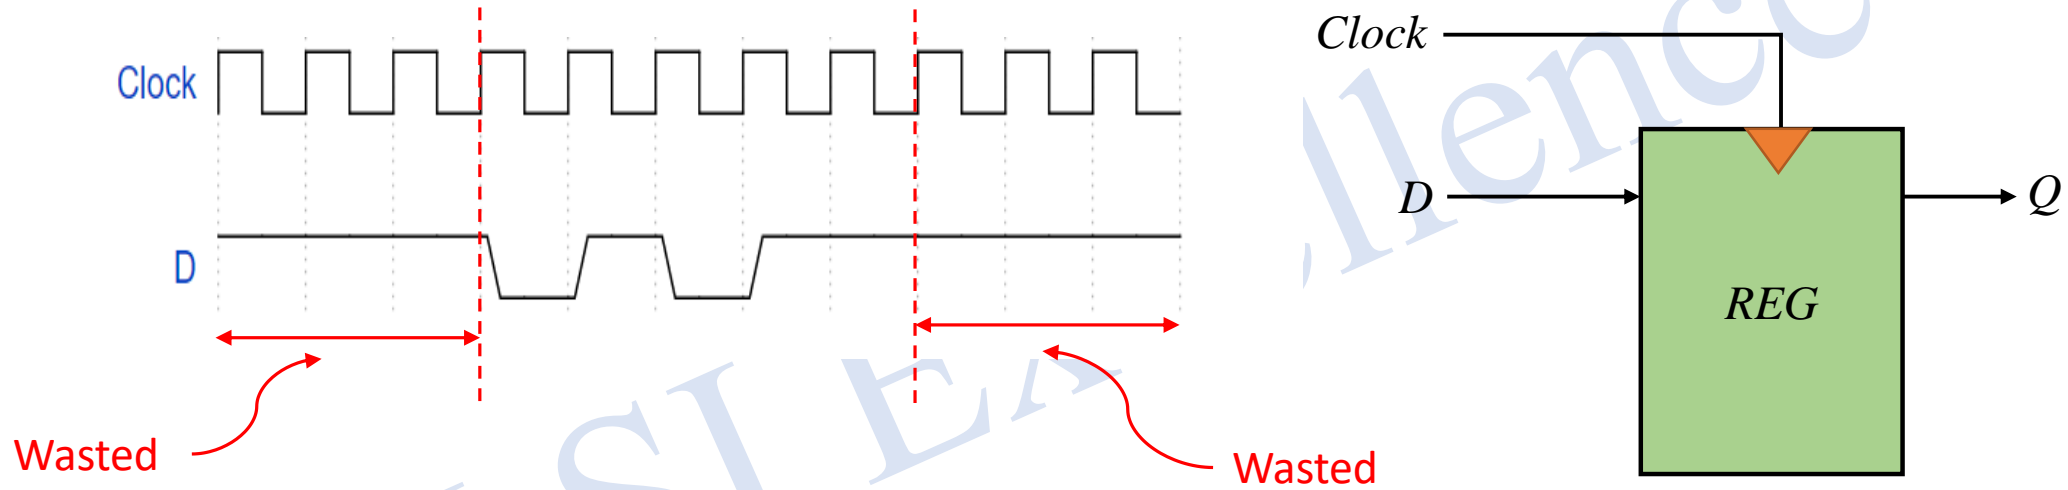 Clock
D
Wasted
Wasted
Clock
D
Q
REG